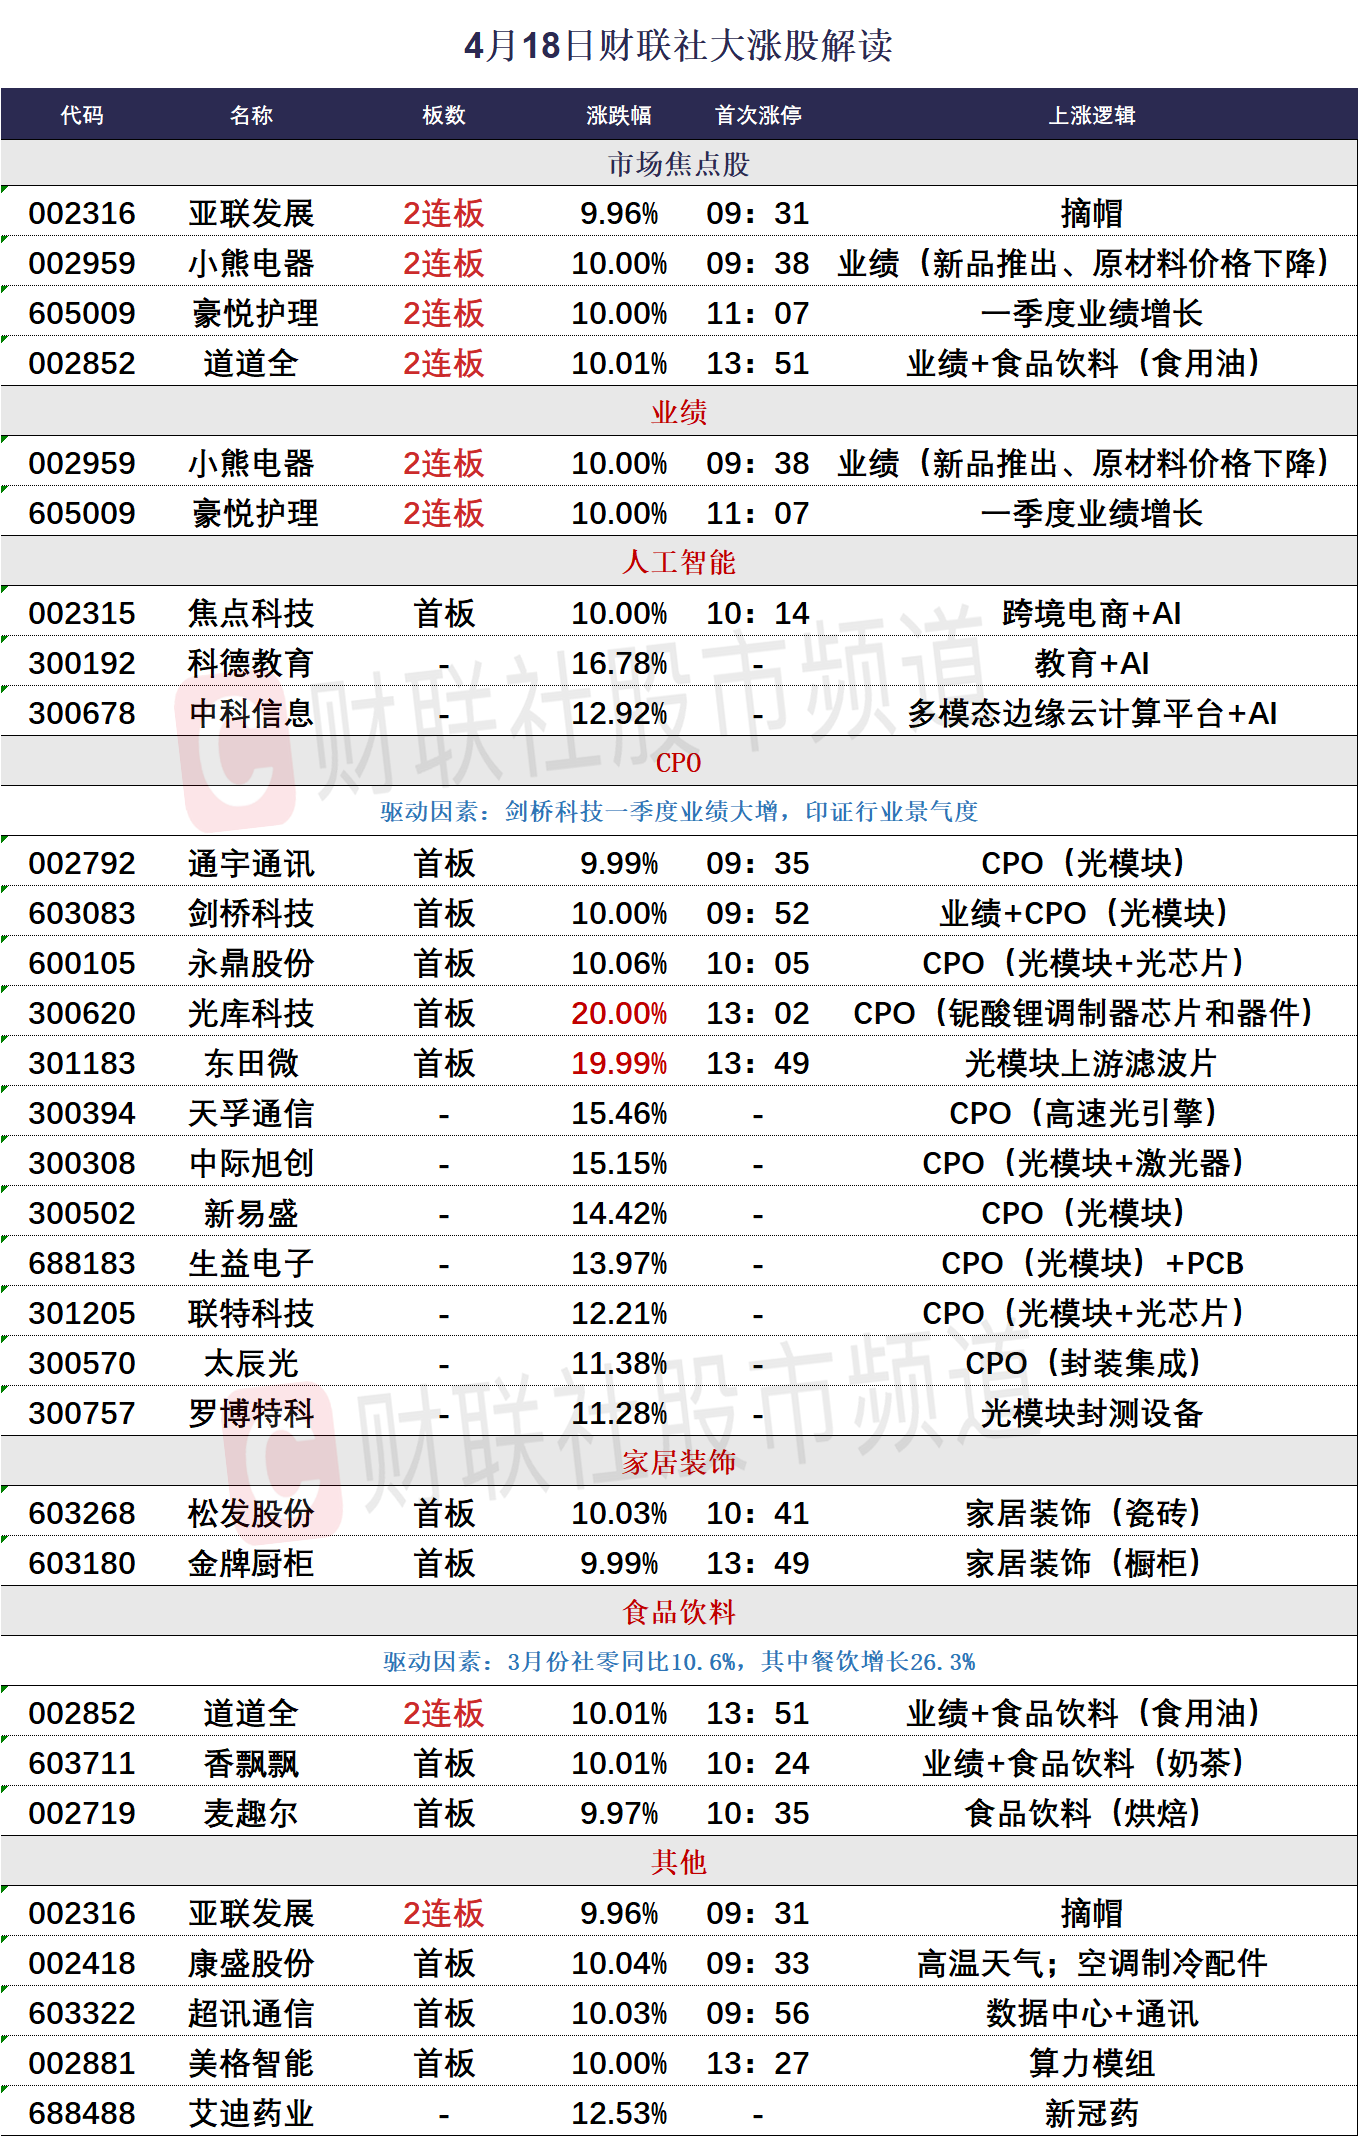 4月18日财联社大涨股解读
代码 名称 板数 涨跌幅 首次涨停 上涨逻辑
市场焦点股
002316 亚联发展 2连板 9.96% 09：31 摘帽
002959 小熊电器 2连板 10.00% 09：38 业绩（新品推出、原材料价格下降）
605009 豪悦护理 2连板 10.00% 11：07 一季度业绩增长
002852 道道全 2连板 10.01% 13：51 业绩+食品饮料（食用油）
业绩
002959 小熊电器 2连板 10.00% 09：38 业绩（新品推出、原材料价格下降）
605009 豪悦护理 2连板 10.00% 11：07 一季度业绩增长
人工智能
002315 焦点科技 首板 10.00% 10：14 跨境电商+AI
300192 科德教育 - 16.78% - 教育+AI
300678 中科信息 - 12.92% - 多模态边缘云计算平台+AI
财联社股市频道
CPO
驱动因素：剑桥科技一季度业绩大增，印证行业景气度
002792 通宇通讯 首板 9.99% 09：35 CPO（光模块）
603083 剑桥科技 首板 10.00% 09：52 业绩+CPO（光模块）
600105 永鼎股份 首板 10.06% 10：05 CPO（光模块+光芯片）
300620 光库科技 首板 20.00% 13：02 CPO（铌酸锂调制器芯片和器件）
301183 东田微 首板 19.99% 13：49 光模块上游滤波片
300394 天孚通信 - 15.46% - CPO（高速光引擎）
300308 中际旭创 - 15.15% - CPO（光模块+激光器）
300502 新易盛 - 14.42% - CPO（光模块）
688183 生益电子 - 13.97% - CPO（光模块）+PCB
301205 联特科技 - 12.21% - CPO（光模块+光芯片）
300570 太辰光 - 11.38% - CPO（封装集成）
300757 罗博特科 - 11.28% - 光模块封测设备
财联社股市频道
家居装饰
603268 松发股份 首板 10.03% 10：41 家居装饰（瓷砖）
603180 金牌厨柜 首板 9.99% 13：49 家居装饰（橱柜）
食品饮料
驱动因素：3月份社零同比10.6%，其中餐饮增长26.3%
002852 道道全 2连板 10.01% 13：51 业绩+食品饮料（食用油）
603711 香飘飘 首板 10.01% 10：24 业绩+食品饮料（奶茶）
002719 麦趣尔 首板 9.97% 10：35 食品饮料（烘焙）
其他
002316 亚联发展 2连板 9.96% 09：31 摘帽
002418 康盛股份 首板 10.04% 09：33 高温天气；空调制冷配件
603322 超讯通信 首板 10.03% 09：56 数据中心+通讯
002881 美格智能 首板 10.00% 13：27 算力模组
688488 艾迪药业 - 12.53% - 新冠药